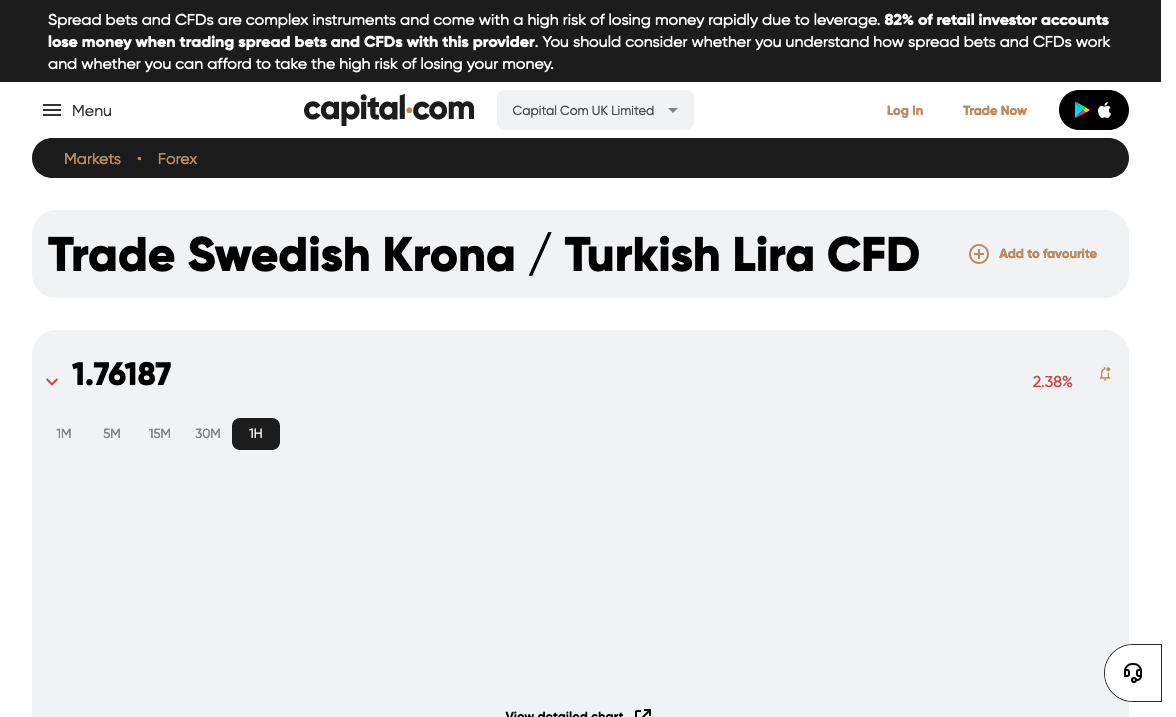 Spread bets and CFDs are complex instruments and come with a high risk of losing money rapidly due to leverage. 82% of retail investor accounts
lose money when trading spread bets and CFDs with this provider. You should consider whether you understand how spread bets and CFDs work
and whether you can afford to take the high risk of losing your money.
Menu
capital.com
Capital Com UK Limited
Log In
Trade Now
Markets • Forex
Trade Swedish Krona / Turkish Lira CFD
Add to favourite
1.76187
2.38%
1M 5M 15M 30M 1H
View detailed chart